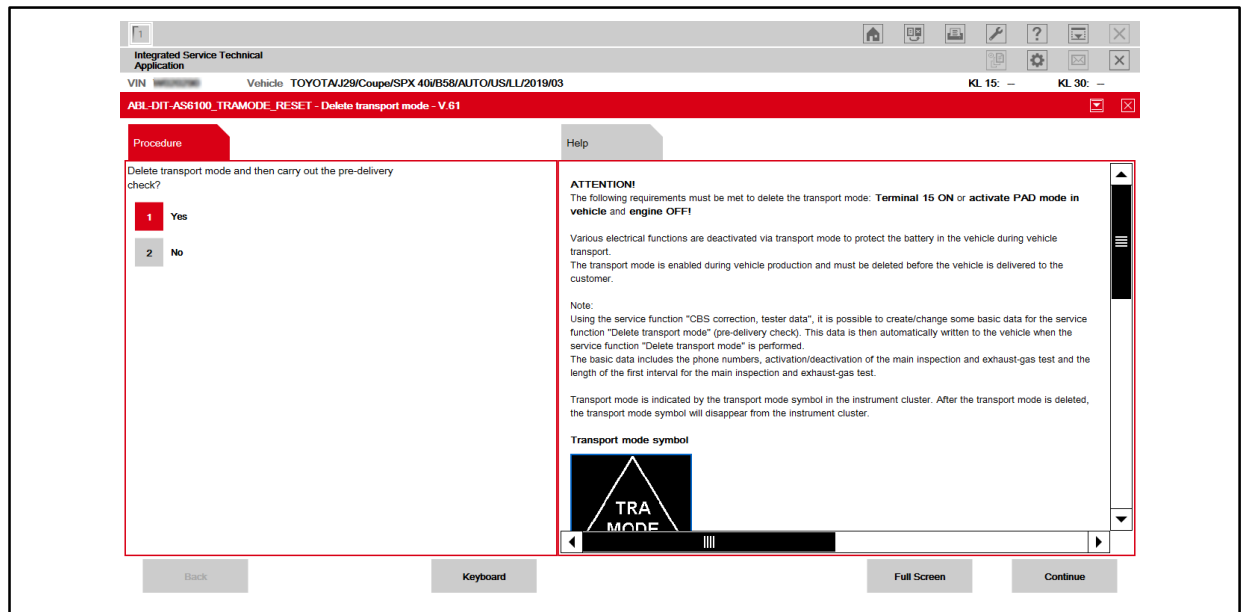 1
Integrated Service Technical
Application
VIN Vehicle TOYOTA/J29/Coupe/SPX 40i/B58/AUTO/US/LL/2019/03 KL 15: -- KL 30: --
ABL-DIT-AS6100_TRAMODE_RESET - Delete transport mode - V.61
Procedure
Delete transport mode and then carry out the pre-delivery
check?
1 Yes
2 No
Help
ATTENTION!
The following requirements must be met to delete the transport mode: Terminal 15 ON or activate PAD mode in
vehicle and engine OFF!
Various electrical functions are deactivated via transport mode to protect the battery in the vehicle during vehicle
transport.
The transport mode is enabled during vehicle production and must be deleted before the vehicle is delivered to the
customer.
Note:
Using the service function "CBS correction, tester data", it is possible to create/change some basic data for the service
function "Delete transport mode" (pre-delivery check). This data is then automatically written to the vehicle when the
service function "Delete transport mode" is performed.
The basic data includes the phone numbers, activation/deactivation of the main inspection and exhaust-gas test and the
length of the first interval for the main inspection and exhaust-gas test.
Transport mode is indicated by the transport mode symbol in the instrument cluster. After the transport mode is deleted,
the transport mode symbol will disappear from the instrument cluster.
Transport mode symbol
TRA
MODE
Back Keyboard Full Screen Continue